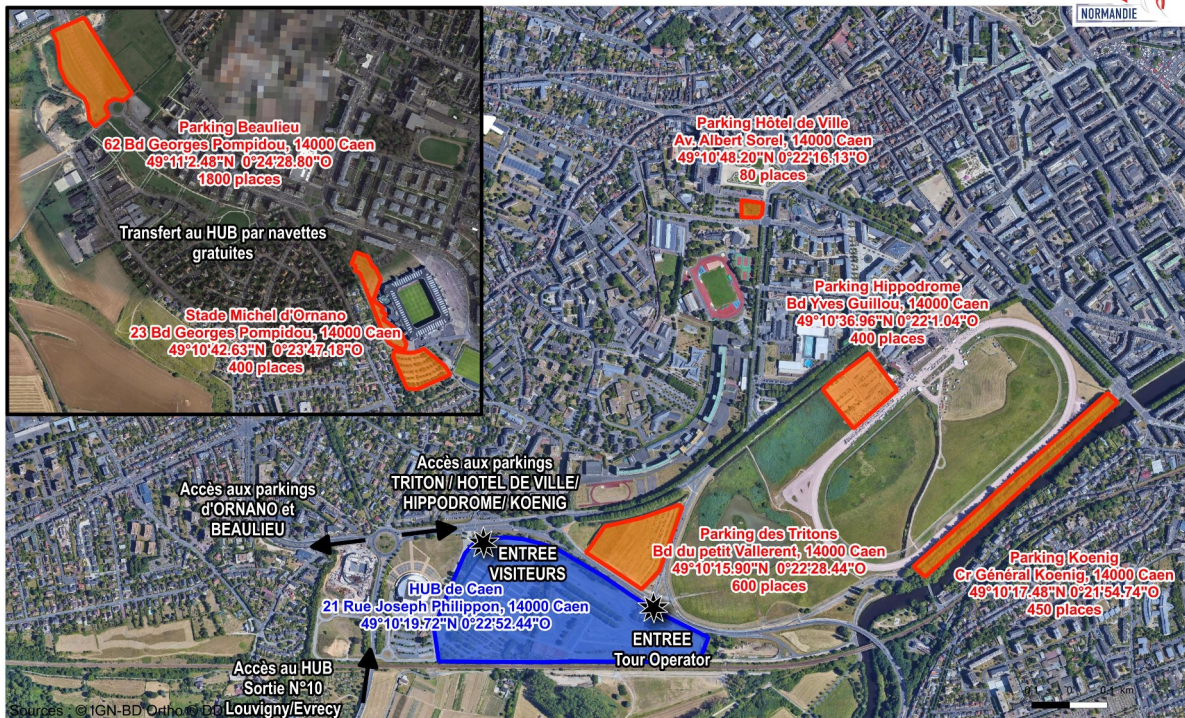 NORMANDIE
Parking Beaulieu
62 Bd Georges Pompidou, 14000 Caen
49°11'2.48"N 0°24'28.80"O
1800 places
Transfert au HUB par navettes
gratuites
Stade Michel d'Ornano
23 Bd Georges Pompidou, 14000 Caen
49°10'42.63"N 0°23'47.18"O
400 places
Parking Hôtel de Ville
Av. Albert Sorel, 14000 Caen
49°10'48.20"N 0°22'16.13"O
80 places
Parking Hippodrome
Bd Yves Guillou, 14000 Caen
49°10'36.96"N 0°22'1.04"O
400 places
Accès aux parkings
d'ORNANO et
BEAULIEU
Accès aux parkings
TRITON / HOTEL DE VILLE/
HIPPODROME/ KOENIG
ENTREE
VISITEURS
HUB de Caen
21 Rue Joseph Philippon, 14000 Caen
49°10'19.72"N 0°22'52.44"O
Parking des Tritons
Bd du petit Vallerent, 14000 Caen
49°10'15.90"N 0°22'28.44"O
600 places
Parking Koenig
Cr Général Koenig, 14000 Caen
49°10'17.48"N 0°21'54.74"O
450 places
ENTREE
Tour Operator
Accès au HUB
Sortie N°10
Louvigny/Evrecy
Sources : © IGN-BD Ortho ©
0.1 0 0.1 km